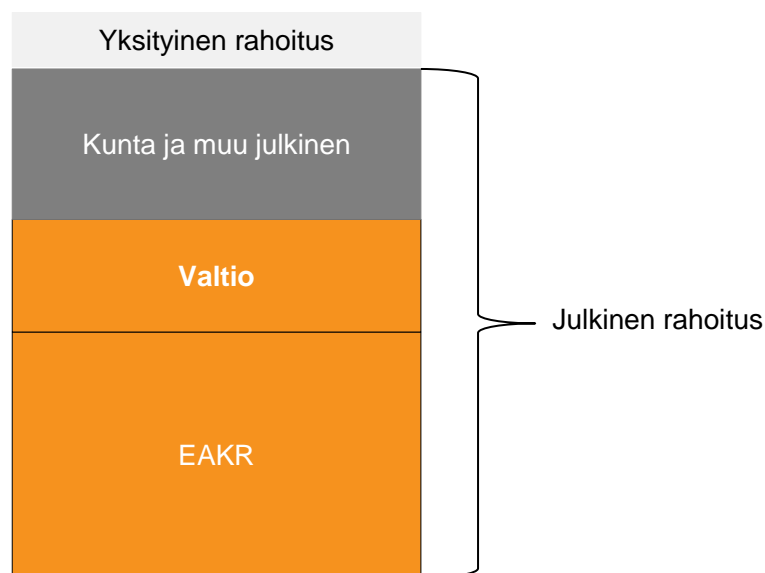 Yksityinen rahoitus
Kunta ja muu julkinen
Valtio
Julkinen rahoitus
EAKR